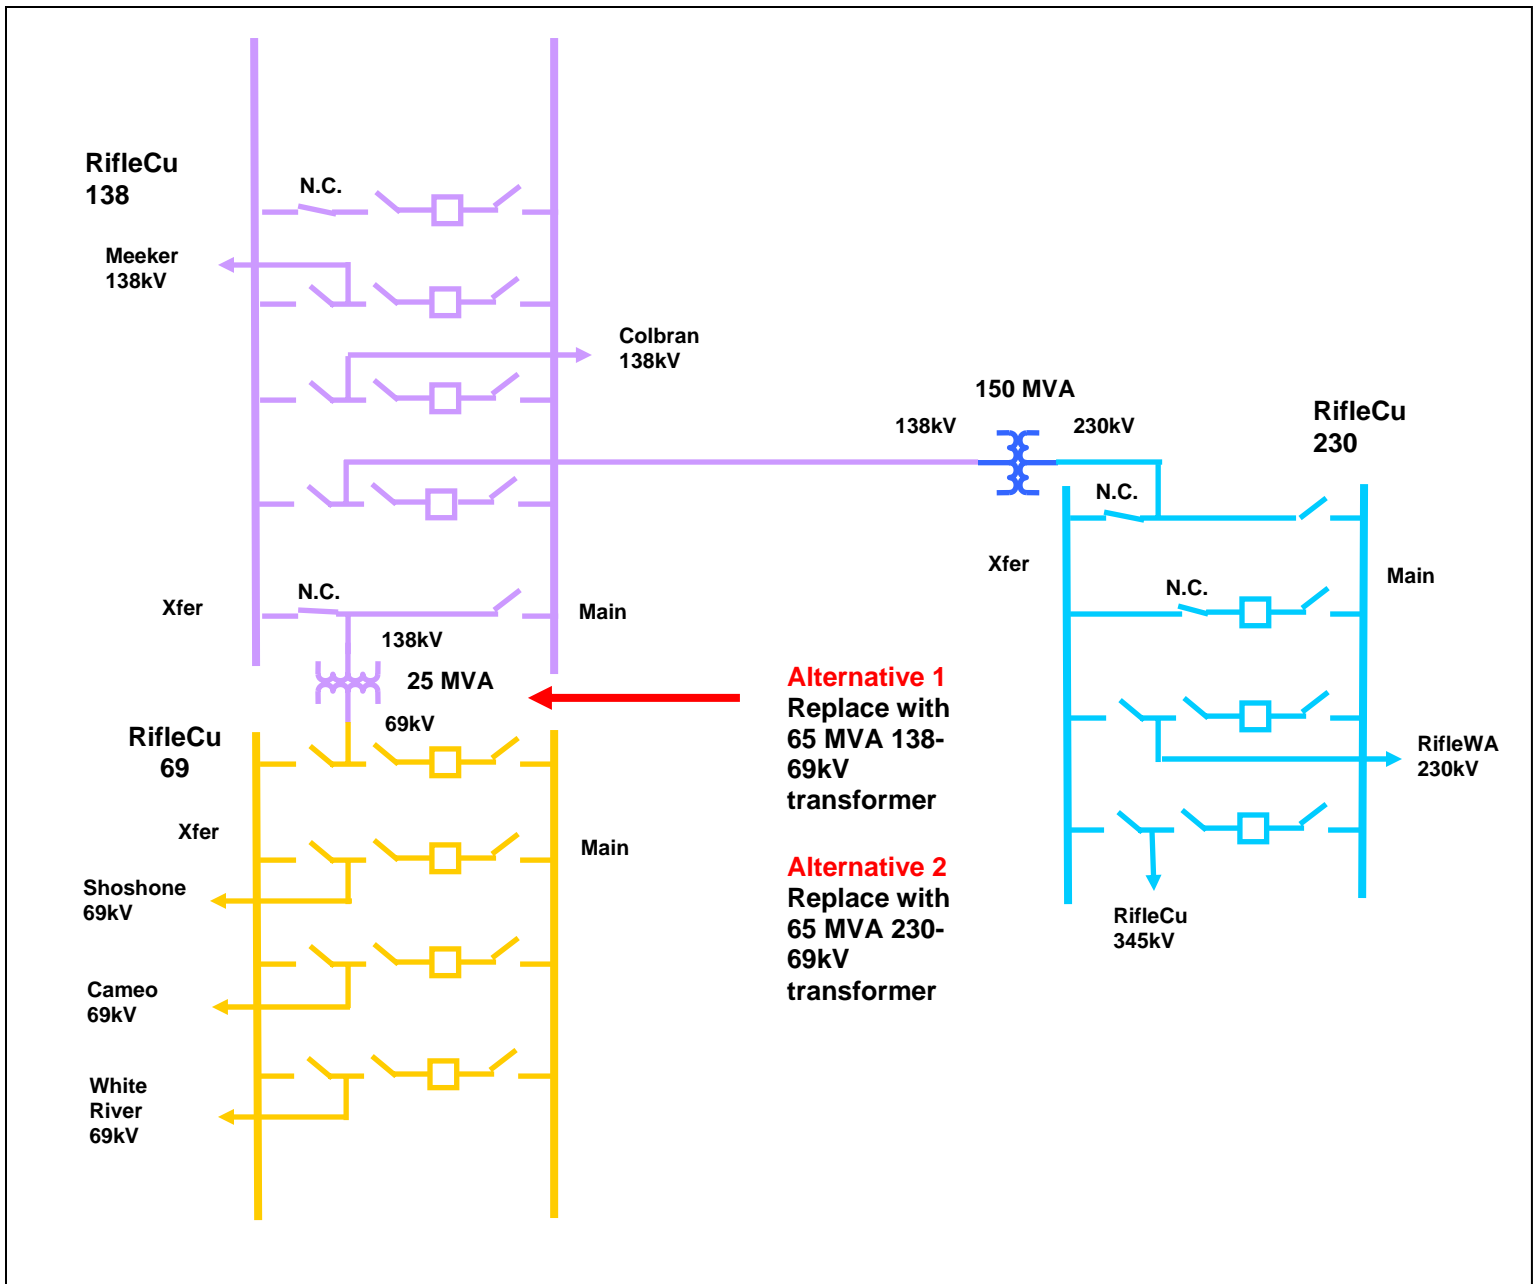 RifleCu
138
N.C.
Meeker
138kV
Colbran
138kV
150 MVA
138kV
230kV
RifleCu
230
N.C.
Xfer
Main
N.C.
Xfer
N.C.
Main
138kV
25 MVA
69kV
RifleCu
69
Xfer
Main
Shoshone
69kV
Cameo
69kV
White
River
69kV
Alternative 1
Replace with
65 MVA 138-
69kV
transformer
Alternative 2
Replace with
65 MVA 230-
69kV
transformer
RifleWA
230kV
RifleCu
345kV